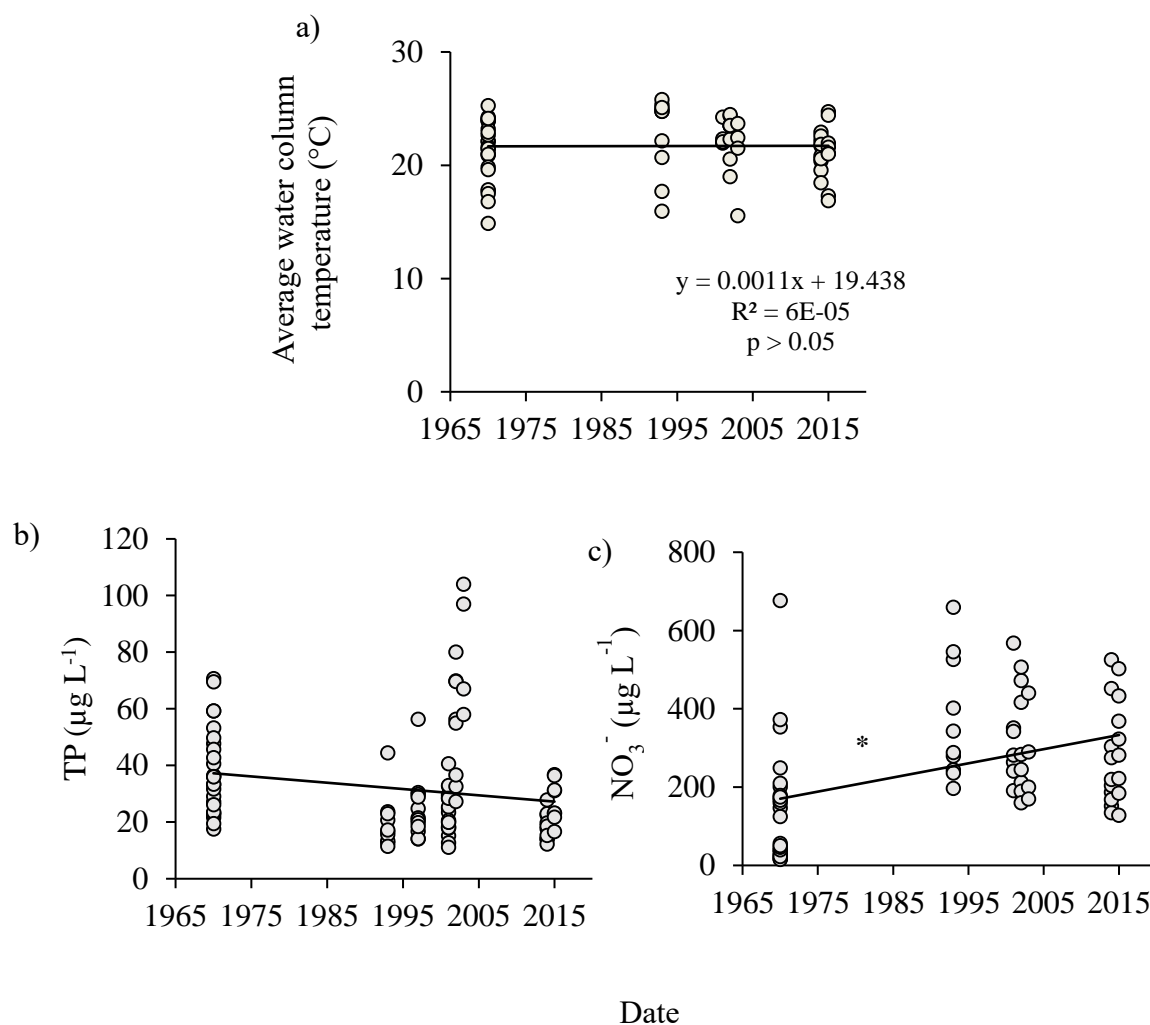 a)
Average water column
temperature (°C)
30
20
10
0
y = 0.0011x + 19.438
R² = 6E-05
p > 0.05
1965 1975 1985 1995 2005 2015
b)
TP (µg L⁻¹)
120
100
80
60
40
20
0
1965 1975 1985 1995 2005 2015
c)
NO₃⁻ (µg L⁻¹)
800
600
400
200
0
*
1965 1975 1985 1995 2005 2015
Date